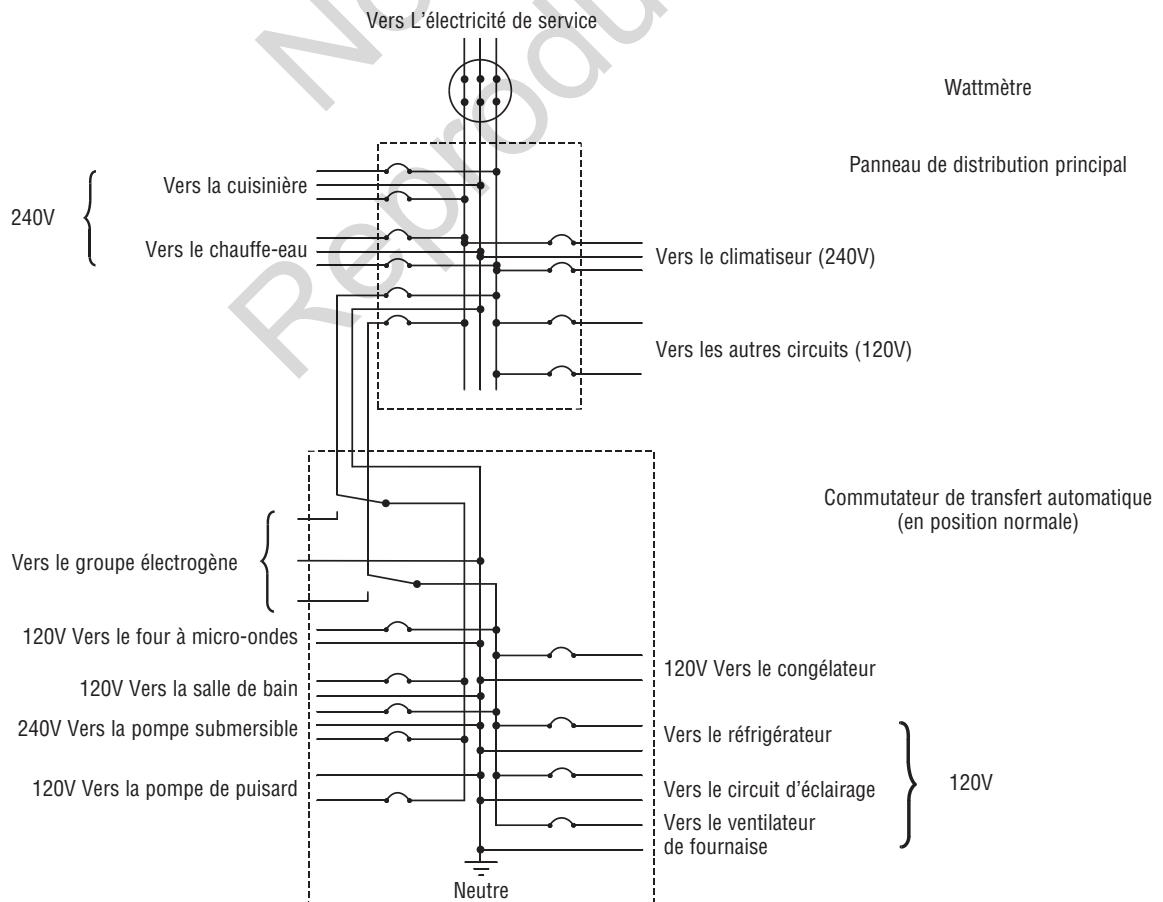 Vers L'électricité de service
Wattmètre
Panneau de distribution principal
Vers la cuisinière
240V
Vers le chauffe-eau
Vers le climatiseur (240V)
Vers les autres circuits (120V)
Commutateur de transfert automatique
(en position normale)
Vers le groupe électrogène
120V Vers le four à micro-ondes
120V Vers le congélateur
120V Vers la salle de bain
240V Vers la pompe submersible
Vers le réfrigérateur
120V Vers la pompe de puisard
Vers le circuit d'éclairage
120V
Vers le ventilateur
de fournaise
Neutre